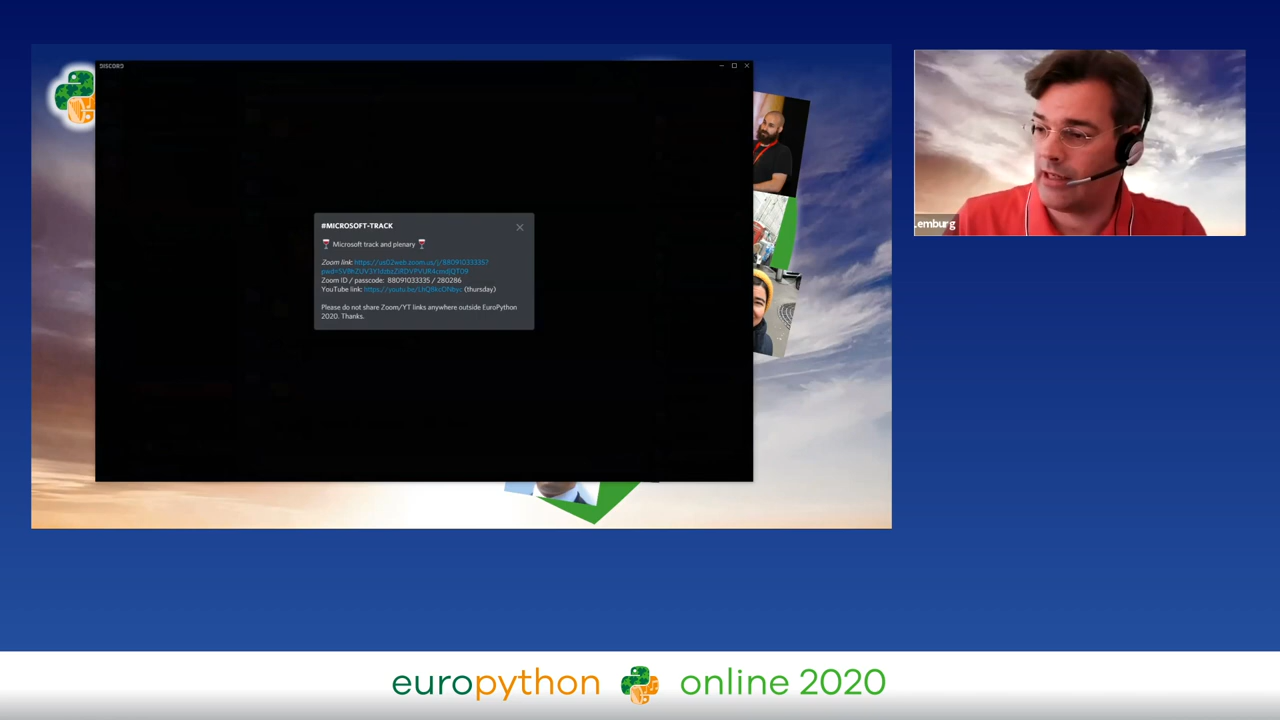 DISCORD
#MICROSOFT-TRACK
Microsoft track and plenary
Zoom link:
Zoom ID / passcode: 88091033335 / 280286
YouTube link: (thursday)
Please do not share Zoom/YT links anywhere outside EuroPython
2020. Thanks.
Lemburg
europython online 2020